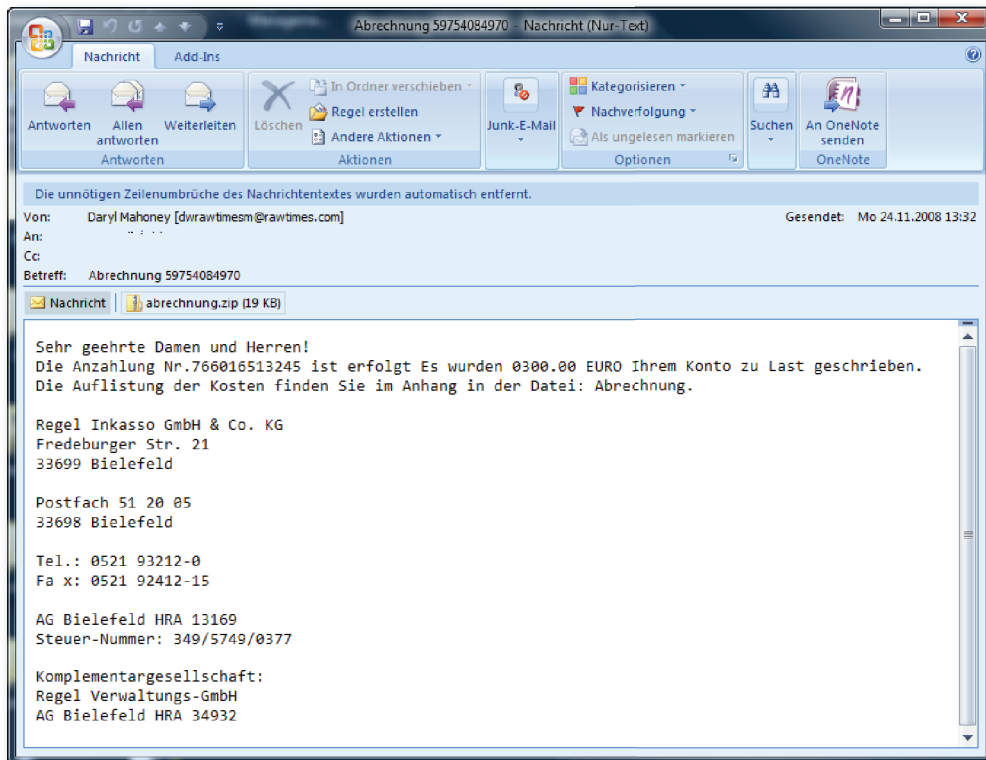 Abrechnung 59754084970 - Nachricht (Nur-Text)
Nachricht Add-Ins
Antworten
Allen antworten
Weiterleiten
Antworten
Löschen
In Ordner verschieben
Regel erstellen
Andere Aktionen
Aktionen
Junk-E-Mail
Kategorisieren
Nachverfolgung
Als ungelesen markieren
Optionen
Suchen
An OneNote senden
OneNote
Die unnötigen Zeilenumbrüche des Nachrichtentextes wurden automatisch entfernt.
Von: Daryl Mahoney [dwrawtimesm@rawtimes.com] Gesendet: Mo 24.11.2008 13:32
An:
Cc:
Betreff: Abrechnung 59754084970
Nachricht abrechnung.zip (19 KB)
Sehr geehrte Damen und Herren!
Die Anzahlung Nr.766016513245 ist erfolgt Es wurden 0300.00 EURO Ihrem Konto zu Last geschrieben.
Die Auflistung der Kosten finden Sie im Anhang in der Datei: Abrechnung.
Regel Inkasso GmbH & Co. KG
Fredeburger Str. 21
33699 Bielefeld
Postfach 51 20 05
33698 Bielefeld
Tel.: 0521 93212-0
Fa x: 0521 92412-15
AG Bielefeld HRA 13169
Steuer-Nummer: 349/5749/0377
Komplementargesellschaft:
Regel Verwaltungs-GmbH
AG Bielefeld HRA 34932